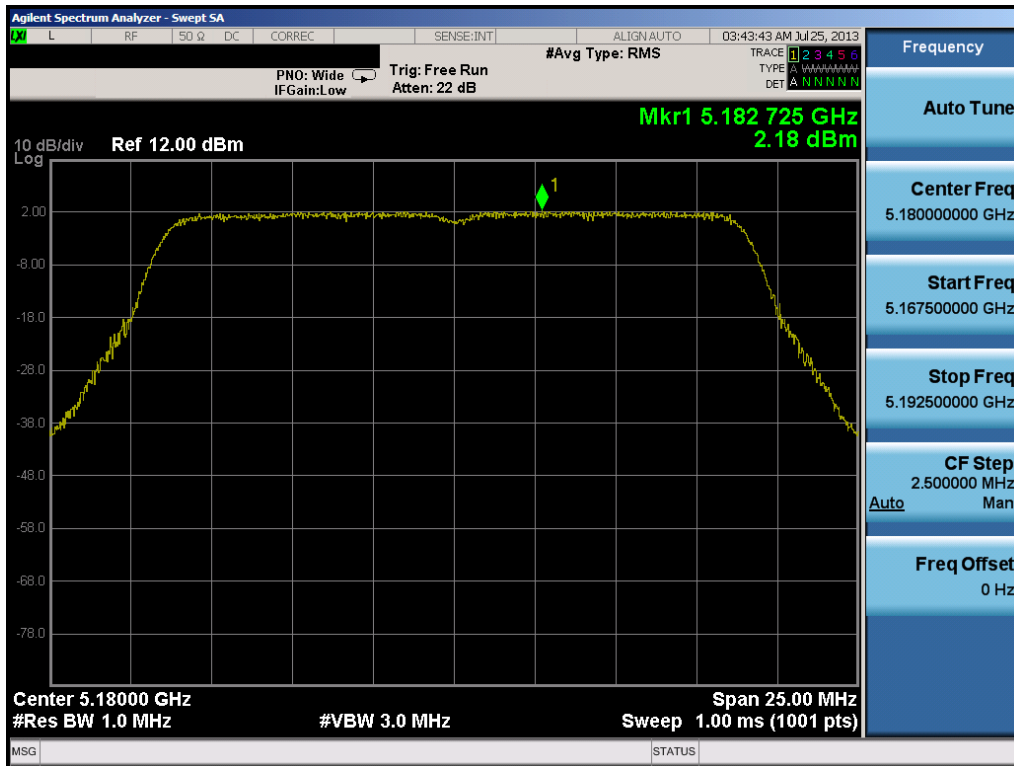 Agilent Spectrum Analyzer - Swept SA
LXI L RF 50 Ω DC CORREC SENSE:INT ALIGN AUTO 03:43:43 AM Jul 25, 2013
PNO: Wide
IFGain:Low
Trig: Free Run
Atten: 22 dB
#Avg Type: RMS
TRACE 1 2 3 4 5 6
TYPE A WWWWW
DET A N N N N N
Mkr1 5.182 725 GHz
2.18 dBm
10 dB/div Ref 12.00 dBm
Log
1
2.00
-8.00
-18.0
-28.0
-38.0
-48.0
-58.0
-68.0
-78.0
Center 5.18000 GHz Span 25.00 MHz
#Res BW 1.0 MHz #VBW 3.0 MHz Sweep 1.00 ms (1001 pts)
MSG STATUS
Frequency
Auto Tune
Center Freq
5.180000000 GHz
Start Freq
5.167500000 GHz
Stop Freq
5.192500000 GHz
CF Step
2.500000 MHz
Auto Man
Freq Offset
0 Hz